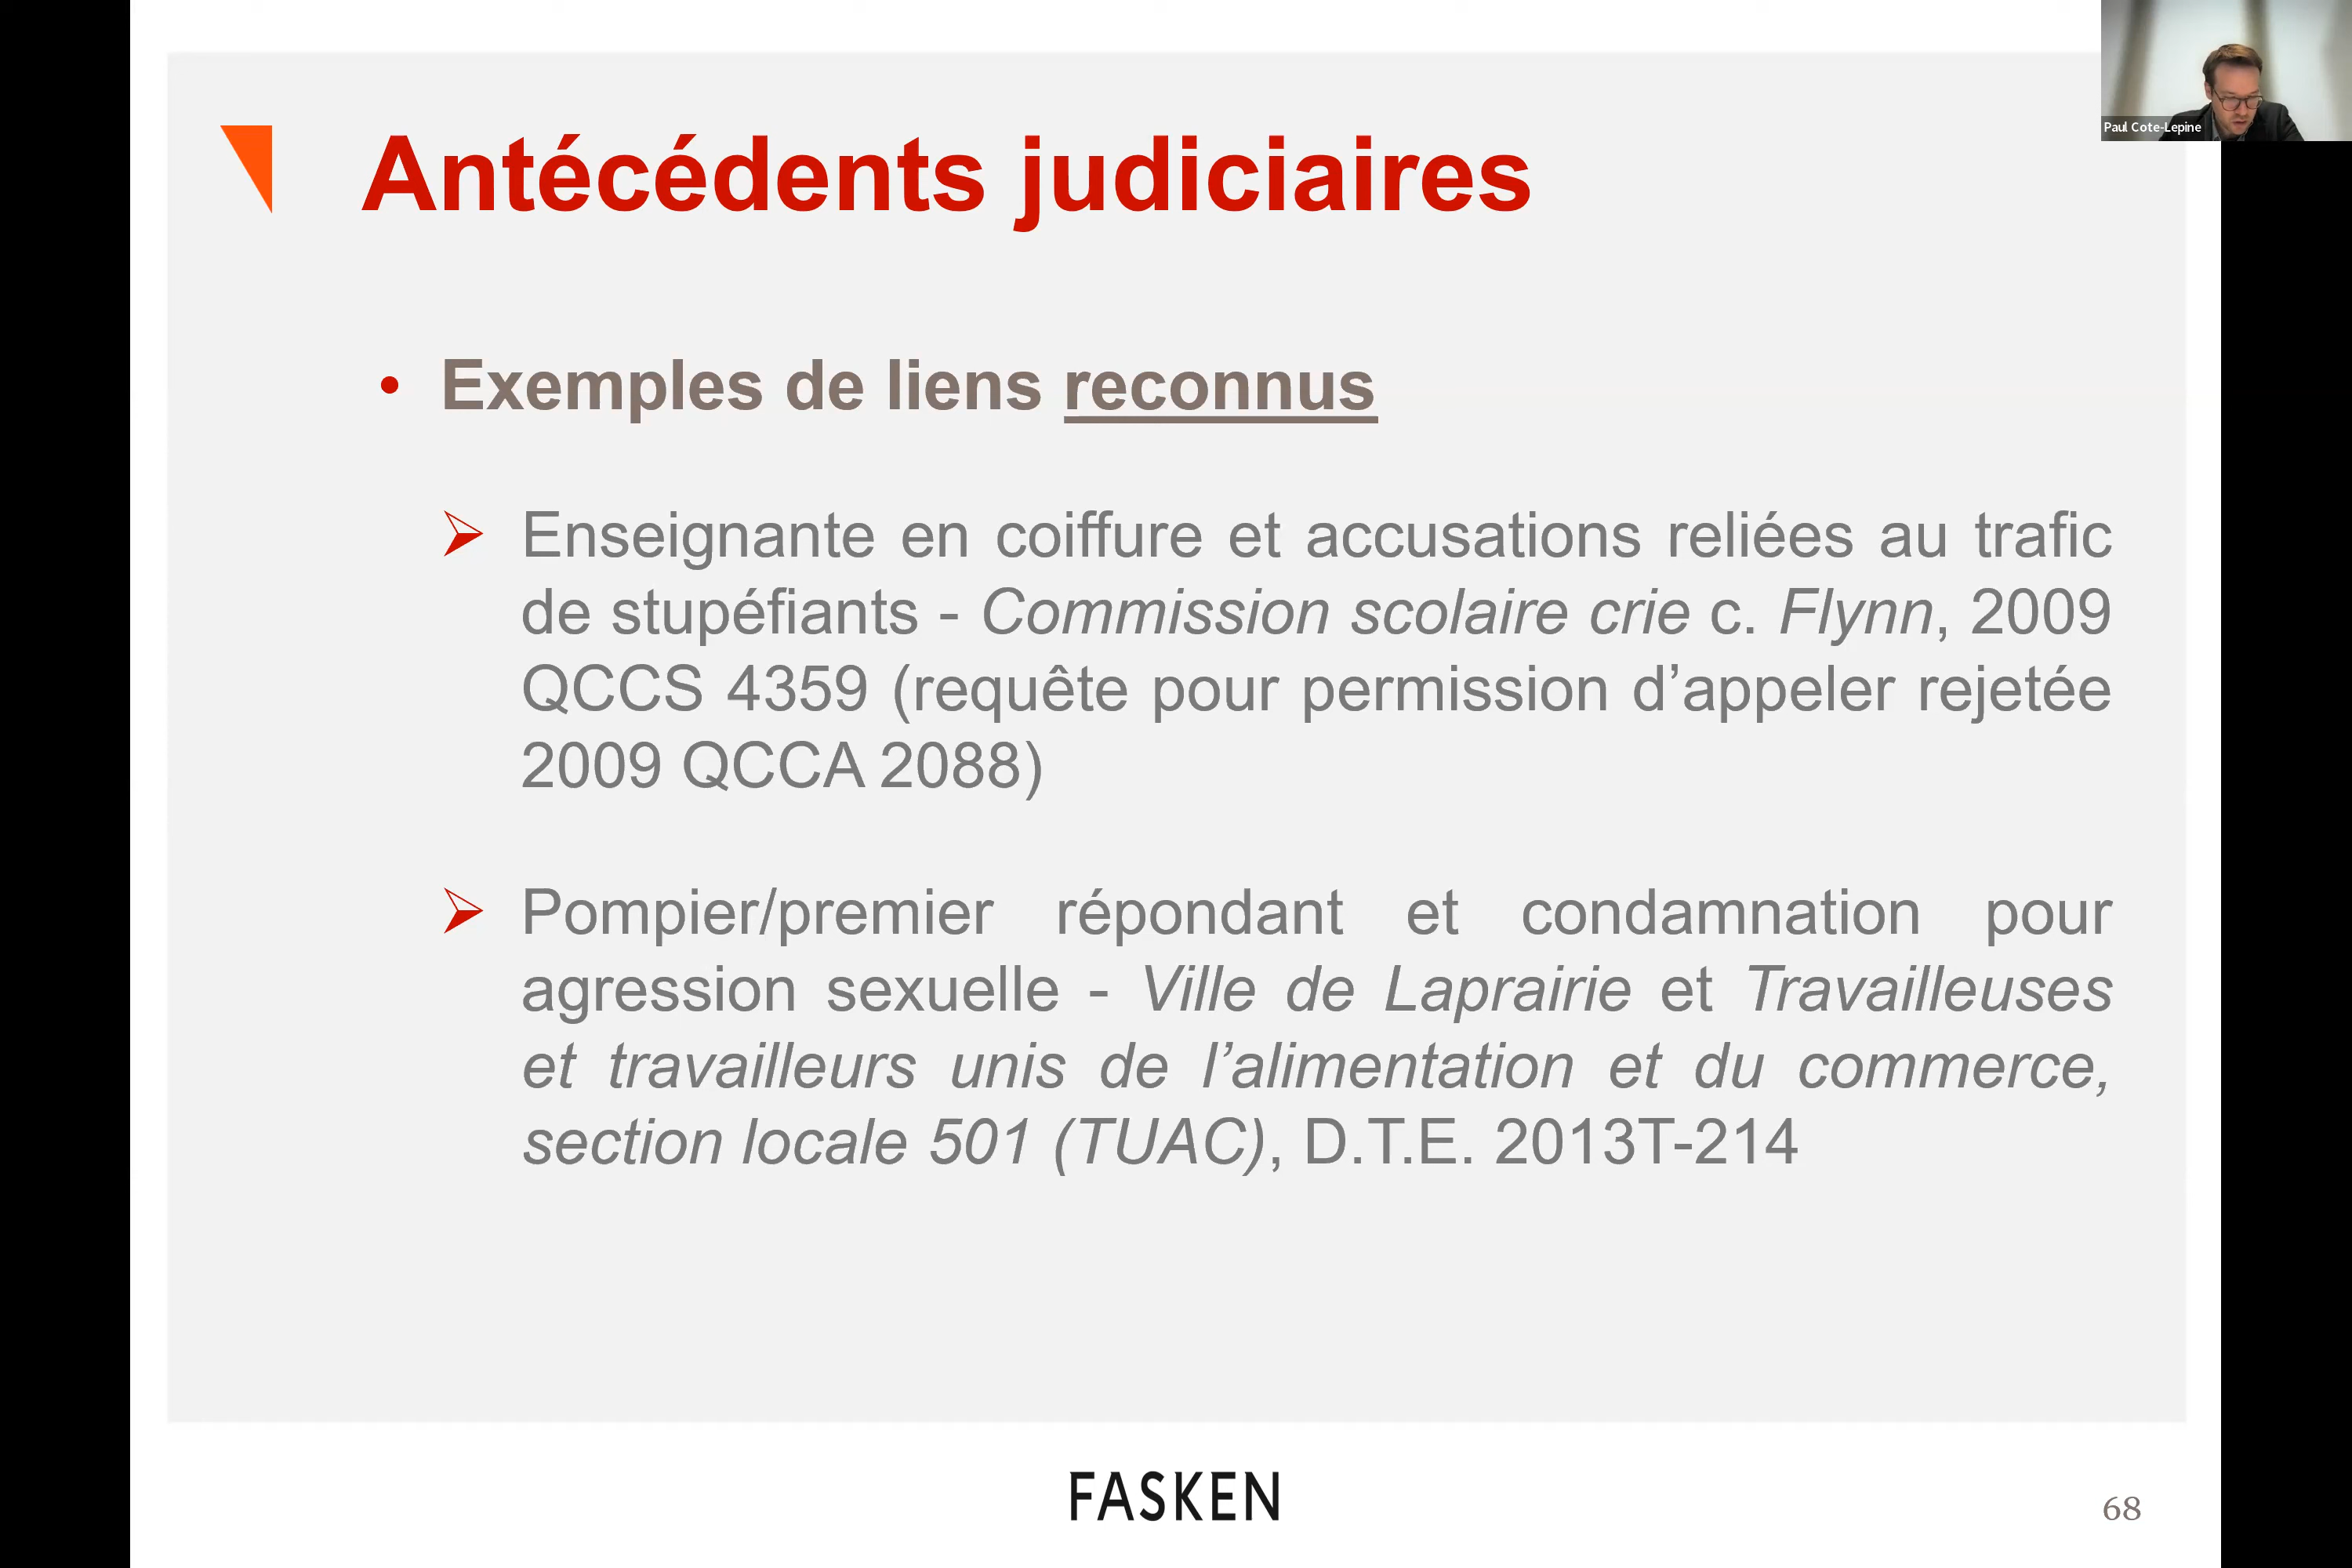 Paul Cote-Lepine
Antécédents judiciaires
• Exemples de liens reconnus
Enseignante en coiffure et accusations reliées au trafic
de stupéfiants - Commission scolaire crie c. Flynn, 2009
QCCS 4359 (requête pour permission d’appeler rejetée
2009 QCCA 2088)
Pompier/premier répondant et condamnation pour
agression sexuelle - Ville de Laprairie et Travailleuses
et travailleurs unis de l’alimentation et du commerce,
section locale 501 (TUAC), D.T.E. 2013T-214
FASKEN
68